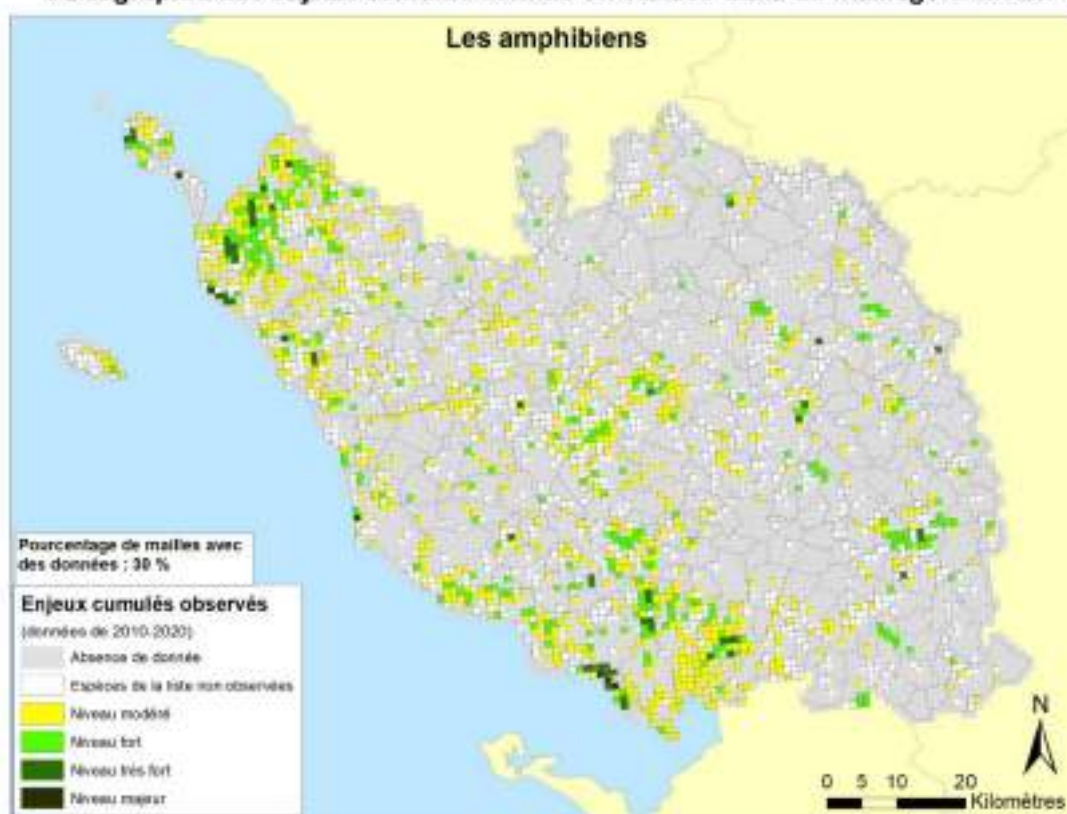 Les amphibiens
Pourcentage de mailles avec
des données : 30 %
Enjeux cumulés observés
(données de 2010-2020)
Absence de donnée
Espèces de la liste non observées
Niveau modéré
Niveau fort
Niveau très fort
Niveau majeur
N
0 5 10 20
Kilomètres